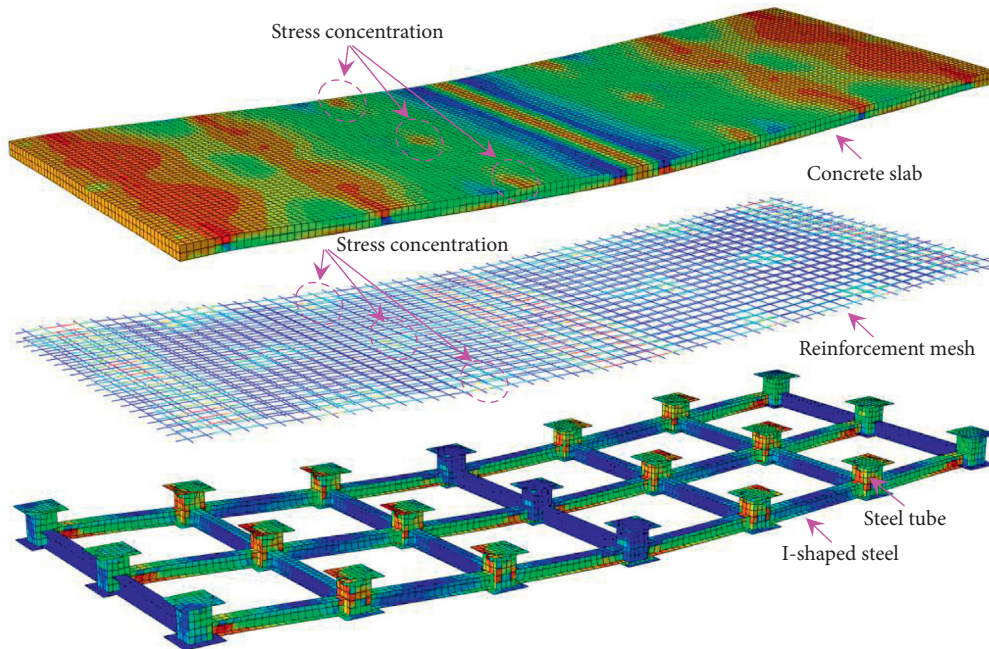 Stress concentration
Concrete slab
Stress concentration
Reinforcement mesh
Steel tube
I-shaped steel